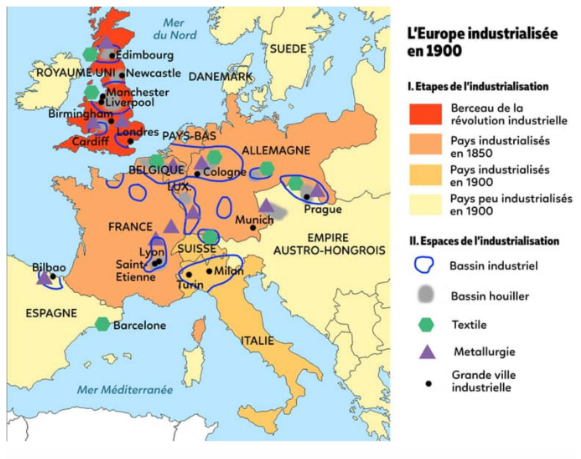 Mer
du Nord
SUEDE
Edimbourg
ROYAUME-UNI
Newcastle
DANEMARK
Manchester
Liverpool
Birmingham
Londres
PAYS-BAS
Cardiff
ALLEMAGNE
BELGIQUE
Cologne
LUX.
Prague
FRANCE
Munich
EMPIRE
AUSTRO-HONGROIS
SUISSE
Lyon
Saint-
Etienne
Milan
Turin
Bilbao
ESPAGNE
Barcelone
ITALIE
Mer Méditerranée
L'Europe industrialisée
en 1900
I. Etapes de l'industrialisation
Berceau de la
révolution industrielle
Pays industrialisés
en 1850
Pays industrialisés
en 1900
Pays peu industrialisés
en 1900
II. Espaces de l'industrialisation
Bassin industriel
Bassin houiller
Textile
Metallurgie
Grande ville
industrielle